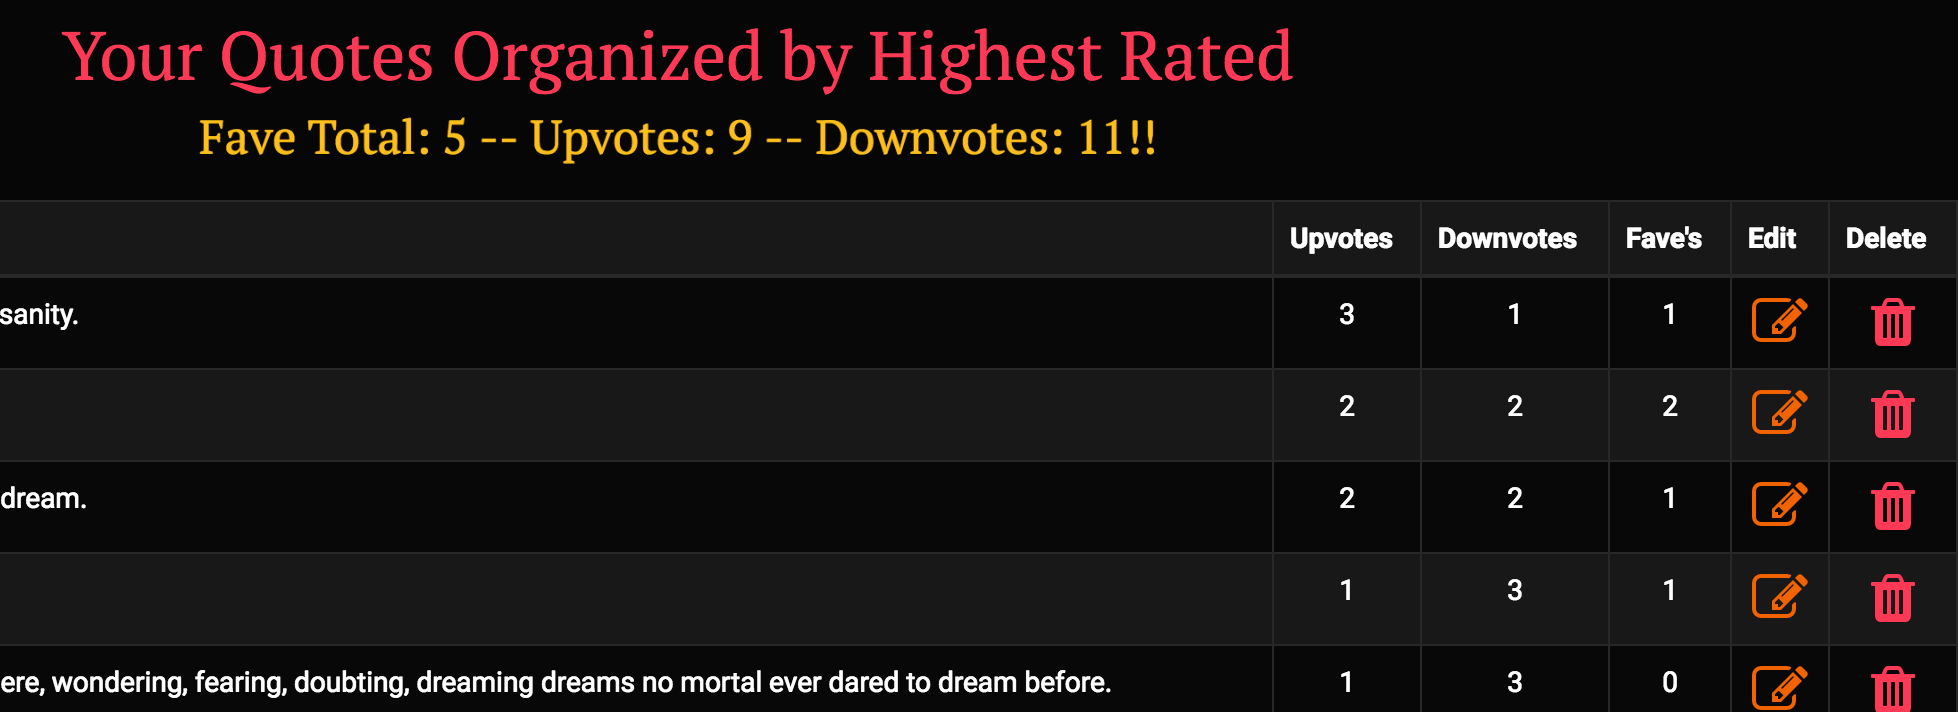 Your Quotes Organized by Highest Rated
Fave Total: 5 -- Upvotes: 9 -- Downvotes: 11!!
Upvotes Downvotes Fave's Edit Delete
sanity. 3 1 1
2 2 2
dream. 2 2 1
1 3 1
ere, wondering, fearing, doubting, dreaming dreams no mortal ever dared to dream before. 1 3 0